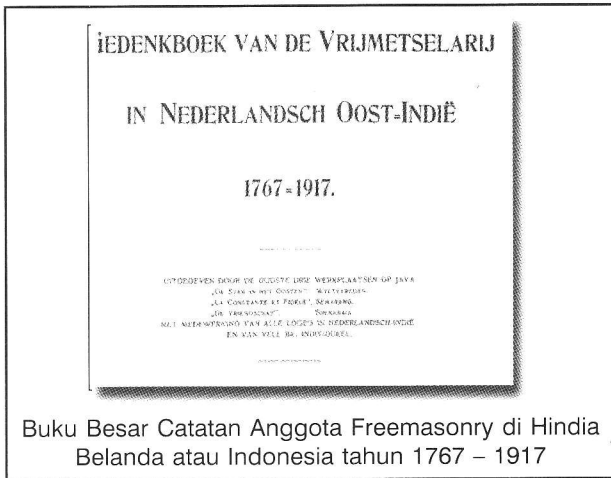 iEDENKBOEK VAN DE VRIJMETSELARIJ
IN NEDERLANDSCH OOST=INDIË
1767=1917.
UITGEGEVEN DOOR DE OUDSTE DRIE WERKPLAATSEN OP JAVA
„DE STER IN HET OOSTEN" WELTEVREDEN.
„LA CONSTANTE ET FIDELE", SEMARANG.
„DE VRIENDSCHAP" SOERABAIA
MET MEDEWERKING VAN ALLE LOGES IN NEDERLANDSCH-INDIË
EN VAN VELE BR. INDIVIDUEEL.
Buku Besar Catatan Anggota Freemasonry di Hindia
Belanda atau Indonesia tahun 1767 – 1917